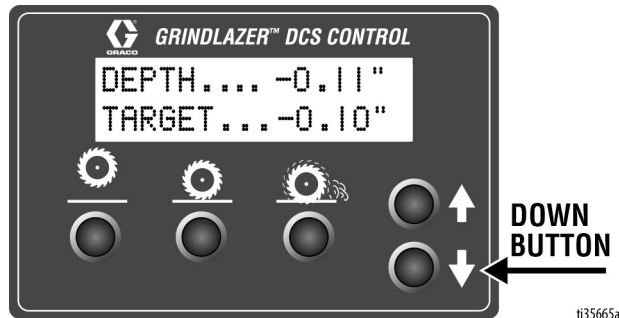 GRACO
GRINDLAZER™ DCS CONTROL
DEPTH.... -0.11"
TARGET...-0.10"
DOWN
BUTTON
ti35665a